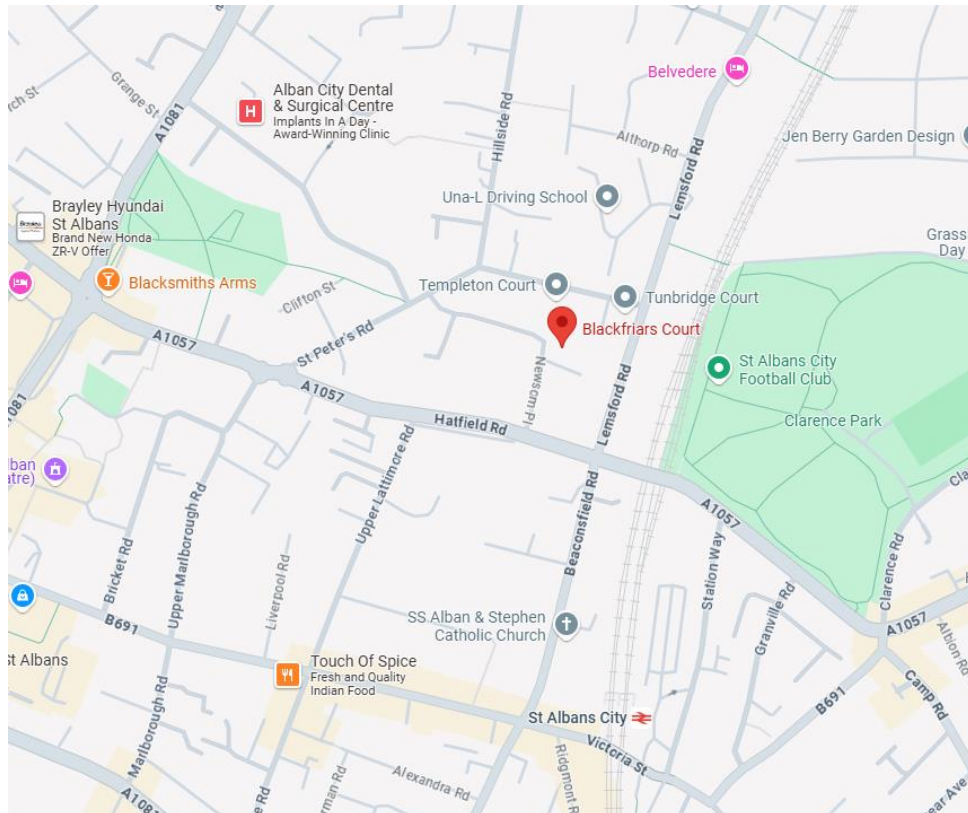 Belvedere
Alban City Dental
& Surgical Centre
Implants In A Day -
Award-Winning Clinic
Grange St
A1081
Hillside Rd
Althorp Rd
Lemsford Rd
Jen Berry Garden Design
Una-L Driving School
Brayley Hyundai
St Albans
Brand New Honda
ZR-V Offer
Grass
Day
Blacksmiths Arms
Clifton St
Templeton Court
Tunbridge Court
Blackfriars Court
St Peter's Rd
A1057
Newsom Pl
St Albans City
Football Club
Lemsford Rd
A1057
Clarence Park
Hatfield Rd
Upper Lattimore Rd
Beaconsfield Rd
A1057
Upper Marlborough Rd
Bricket Rd
Liverpool Rd
Station Way
Granville Rd
Clarence Rd
B691
SS Alban & Stephen
Catholic Church
A1057
Albion Rd
St Albans
Touch Of Spice
Fresh and Quality
Indian Food
Marlborough Rd
St Albans City
Victoria St
B691
Camp Rd
Alexandra Rd
Ridgmont R
A1081